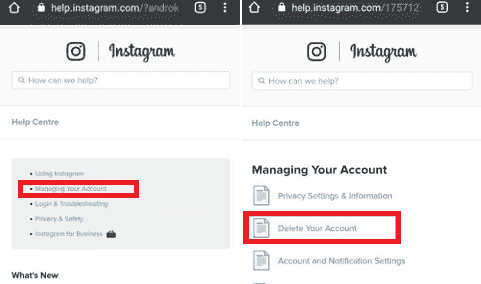 help.instagram.com/?androk
5
Instagram
How can we help?
Help Centre
Using Instagram
Managing Your Account
Login & Troubleshooting
Privacy & Safety
Instagram for Business
What's New
help.instagram.com/175712
5
Instagram
How can we help?
Help Centre
Managing Your Account
Privacy Settings & Information
Delete Your Account
Account and Notification Settings